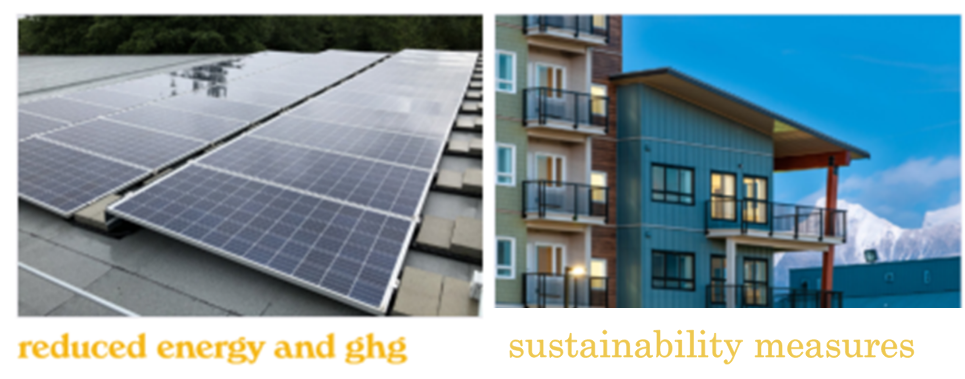 reduced energy and ghg
sustainability measures